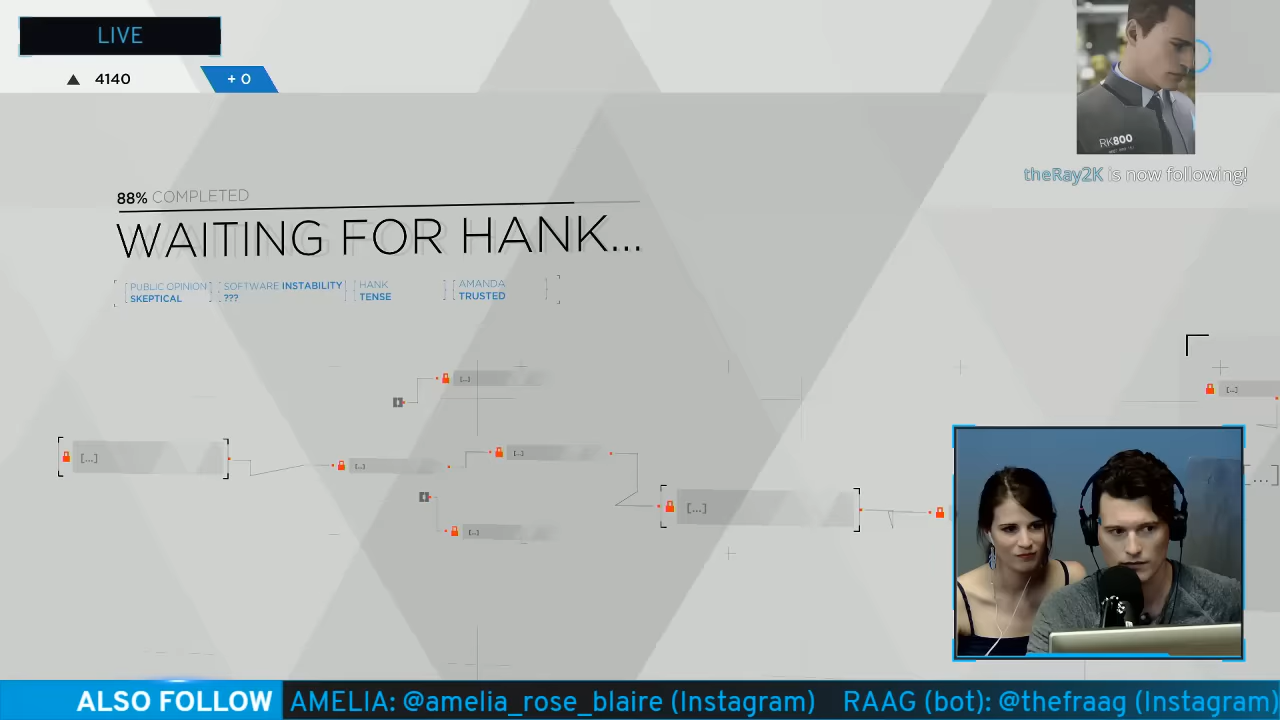 LIVE
4140
+ 0
RK800
theRay2K is now following!
88% COMPLETED
WAITING FOR HANK...
PUBLIC OPINION
SKEPTICAL
SOFTWARE INSTABILITY
???
HANK
TENSE
AMANDA
TRUSTED
[...]
[...]
[...]
[...]
[...]
[...]
[...]
[...]
ALSO FOLLOW AMELIA: @amelia_rose_blaire (Instagram) RAAG (bot): @thefraag (Instagram)